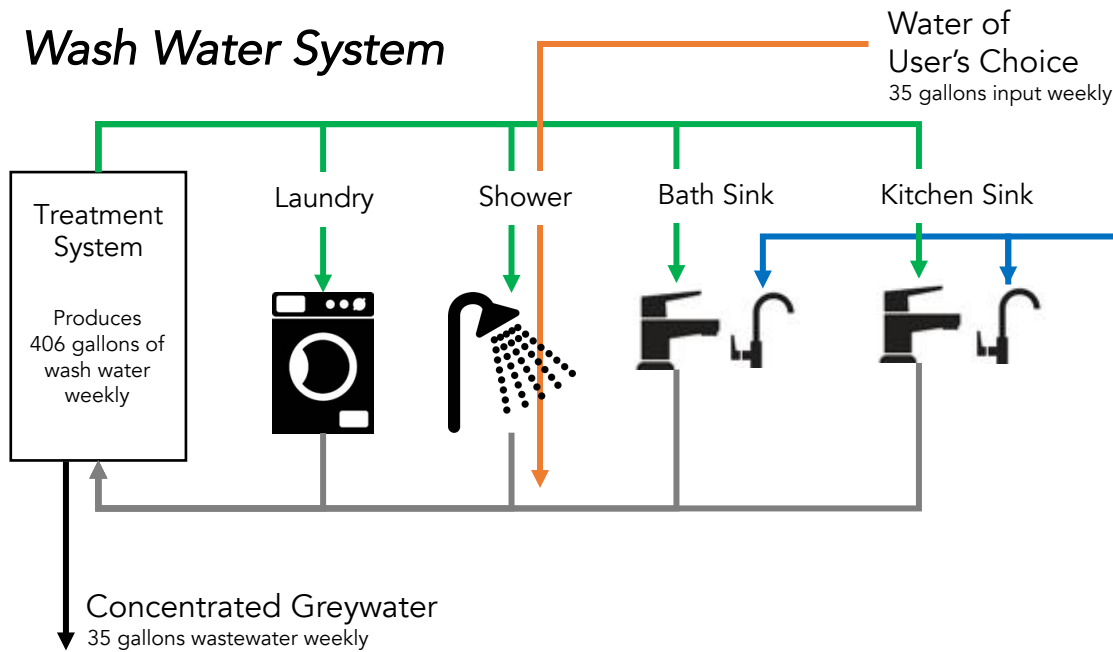 Wash Water System
Water of
User's Choice
35 gallons input weekly
Laundry
Shower
Bath Sink
Kitchen Sink
Treatment
System
Produces
406 gallons of
wash water
weekly
Concentrated Greywater
35 gallons wastewater weekly